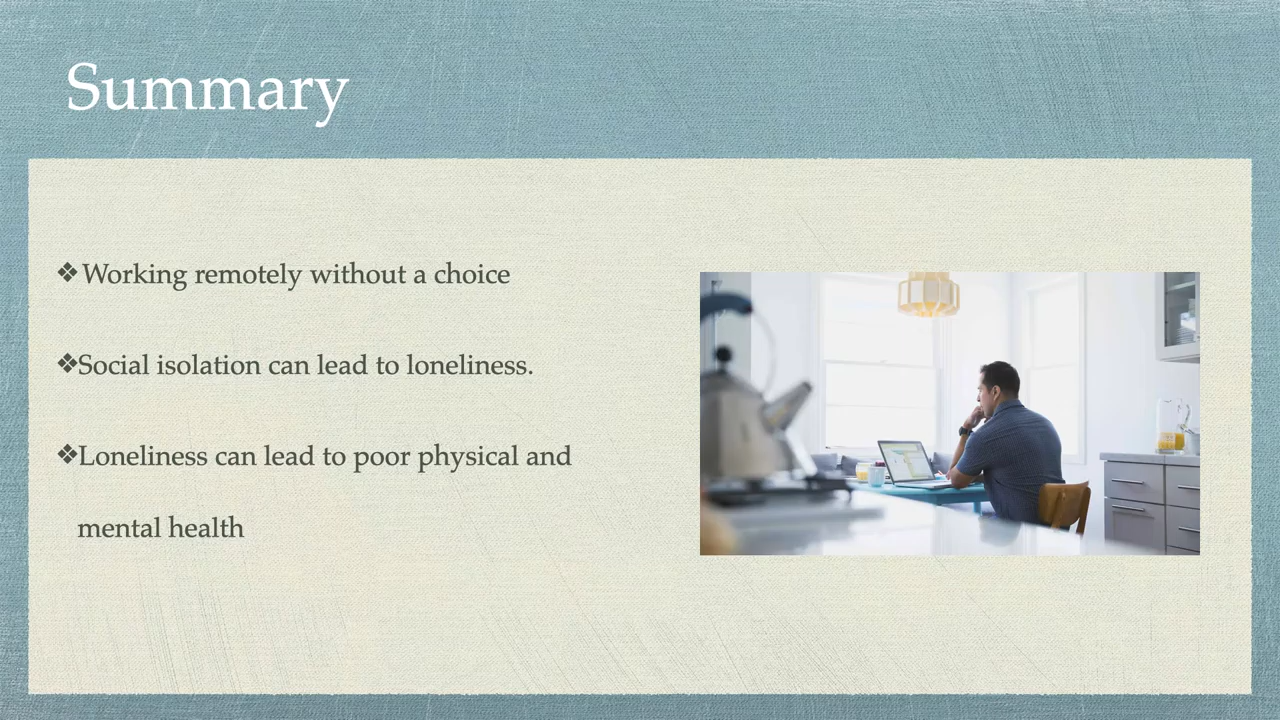 Summary
❖ Working remotely without a choice
❖Social isolation can lead to loneliness.
❖Loneliness can lead to poor physical and
mental health